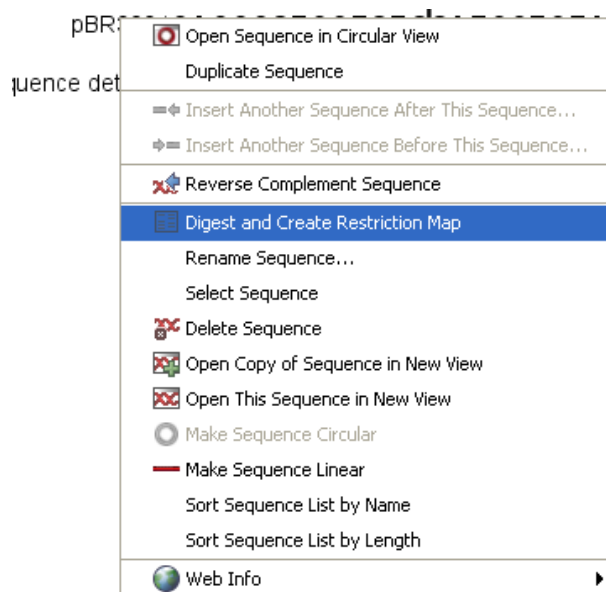 pBR
Open Sequence in Circular View
uence det
Duplicate Sequence
Insert Another Sequence After This Sequence...
Insert Another Sequence Before This Sequence...
Reverse Complement Sequence
Digest and Create Restriction Map
Rename Sequence...
Select Sequence
Delete Sequence
Open Copy of Sequence in New View
Open This Sequence in New View
Make Sequence Circular
Make Sequence Linear
Sort Sequence List by Name
Sort Sequence List by Length
Web Info